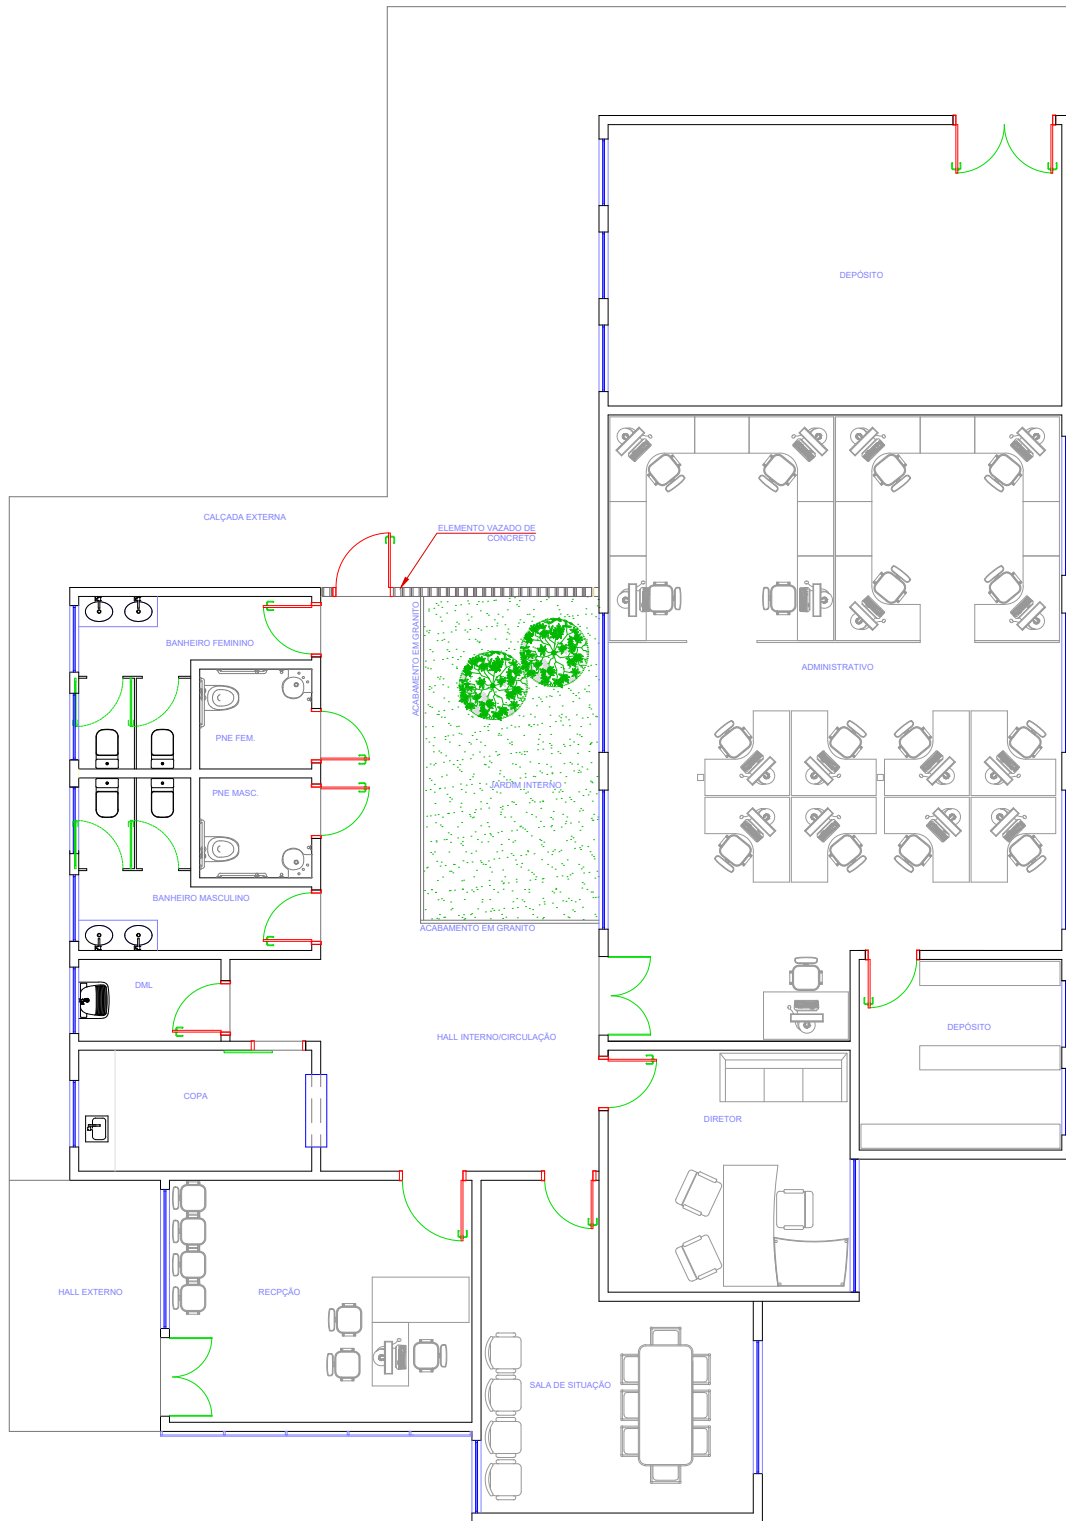 DEPÓSITO
CALÇADA EXTERNA
ELEMENTO VAZADO DE
CONCRETO
BANHEIRO FEMININO
ACABAMENTO EM GRANITO
ADMINISTRATIVO
PNE FEM.
JARDIM INTERNO
PNE MASC.
BANHEIRO MASCULINO
ACABAMENTO EM GRANITO
DML
HALL INTERNO/CIRCULAÇÃO
DEPÓSITO
COPA
DIRETOR
HALL EXTERNO
RECPÇÃO
SALA DE SITUAÇÃO